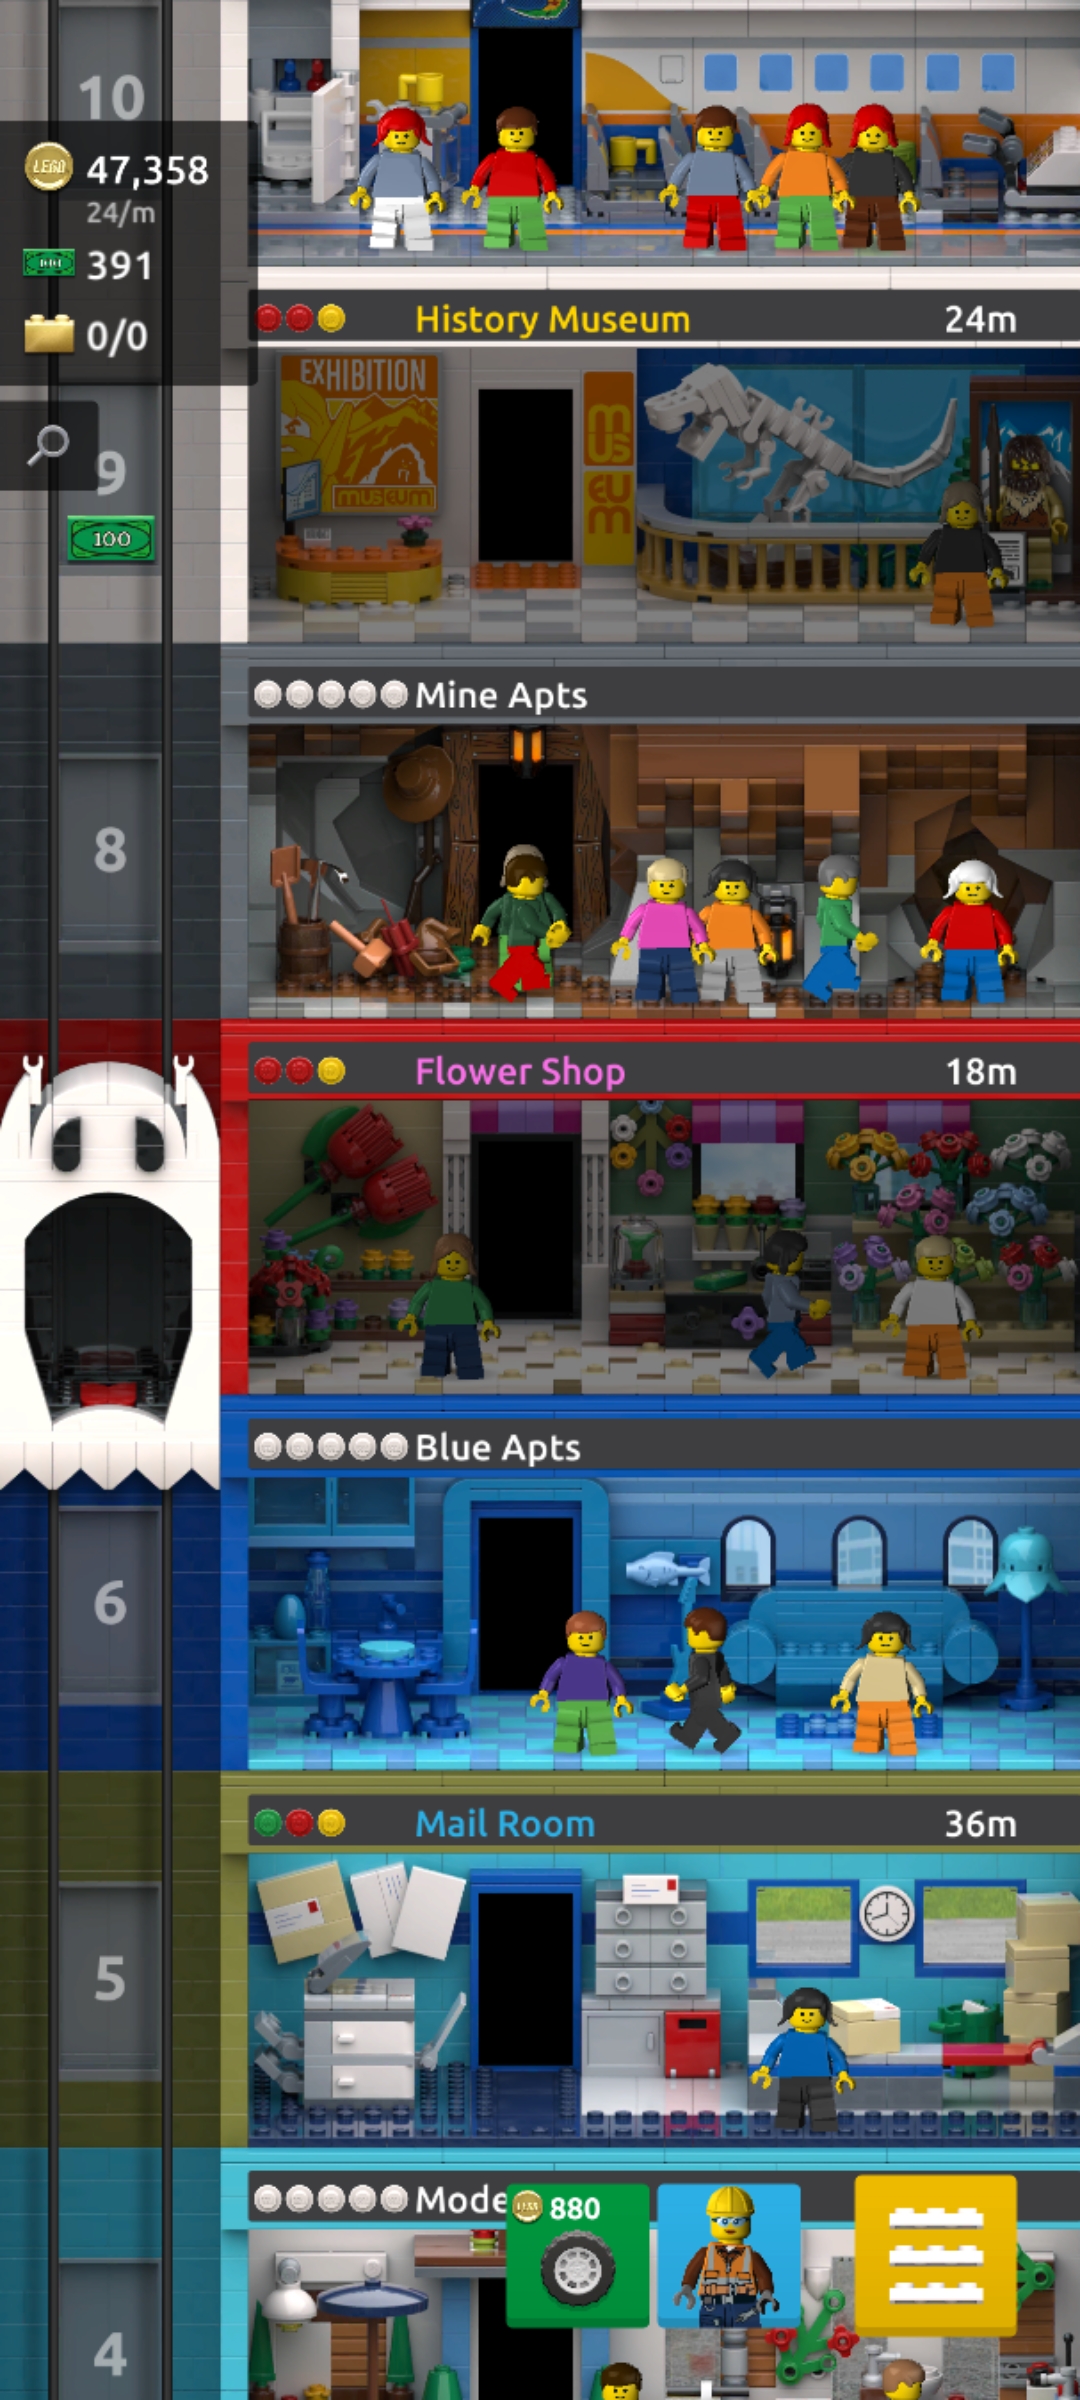 10
LEGO 47,358
24/m
391
0/0
History Museum 24m
EXHIBITION
MUSEUM
MUS
EUM
9
100
Mine Apts
8
Flower Shop 18m
Blue Apts
6
Mail Room 36m
5
Mode
880
4